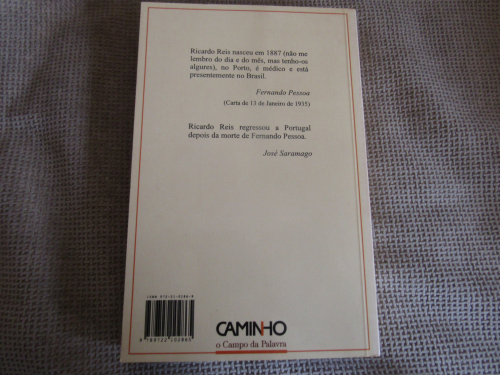 Ricardo Reis nasceu em 1887 (não me
lembro do dia e do mês, mas tenho-os
algures), no Porto, é médico e está
presentemente no Brasil.
Fernando Pessoa
(Carta de 13 de Janeiro de 1935)
Ricardo Reis regressou a Portugal
depois da morte de Fernando Pessoa.
José Saramago
CAMINHO
o Campo da Palavra